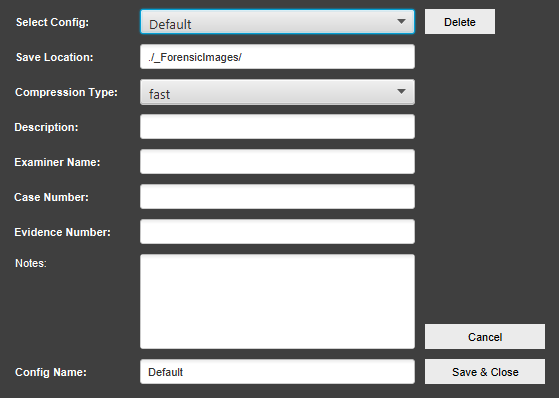 Select Config: Default Delete
Save Location: ./_ForensicImages/
Compression Type: fast
Description:
Examiner Name:
Case Number:
Evidence Number:
Notes:
Cancel
Config Name: Default Save & Close